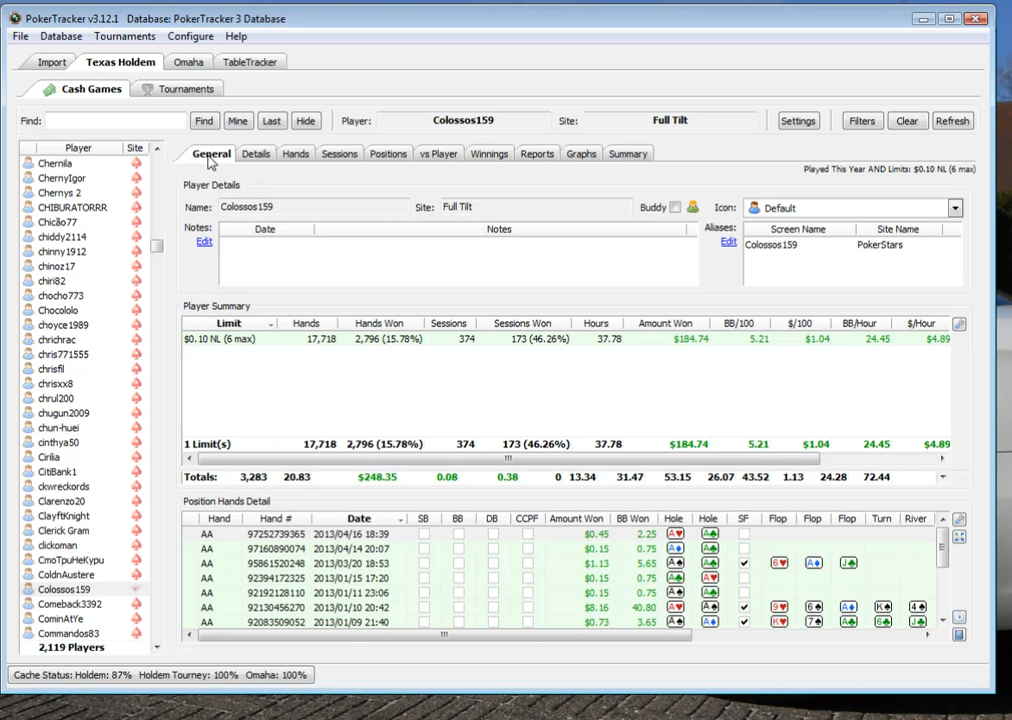 PokerTracker v3.12.1 Database: PokerTracker 3 Database
File Database Tournaments Configure Help
Import Texas Holdem Omaha TableTracker
Cash Games Tournaments
Find: Find Mine Last Hide Player: Colossos159 Site: Full Tilt Settings Filters Clear Refresh
Player Site
Chernila
ChernyIgor
Chernys 2
CHIBURATORRR
Chicão77
chiddy2114
chinny1912
chinoz17
chiri82
chocho773
Chocololo
choyce1989
chrichrac
chris771555
chrisfil
chrisxx8
chrul200
chugun2009
chun-huei
cinthya50
Cirilia
CitiBank1
ckwreckords
Clarenzo20
ClayftKnight
Clerick Gram
clickoman
CmoTpuHeKypu
ColdnAustere
Colossos159
Comeback3392
CominAtYe
Commandos83
2,119 Players
General Details Hands Sessions Positions vs Player Winnings Reports Graphs Summary
Played This Year AND Limits: $0.10 NL (6 max)
Player Details
Name: Colossos159 Site: Full Tilt Buddy Icon: Default
Notes: Date Notes Aliases: Screen Name Site Name
Edit Edit Colossos159 PokerStars
Player Summary
Limit Hands Hands Won Sessions Sessions Won Hours Amount Won BB/100 $/100 BB/Hour $/Hour
$0.10 NL (6 max) 17,718 2,796 (15.78%) 374 173 (46.26%) 37.78 $184.74 5.21 $1.04 24.45 $4.89
1 Limit(s) 17,718 2,796 (15.78%) 374 173 (46.26%) 37.78 $184.74 5.21 $1.04 24.45 $4.89
Totals: 3,283 20.83 $248.35 0.08 0.38 0 13.34 31.47 53.15 26.07 43.52 1.13 24.28 72.44
Position Hands Detail
Hand Hand # Date SB BB DB CCPF Amount Won BB Won Hole Hole SF Flop Flop Flop Turn River
AA 97252739365 2013/04/16 18:39 $0.45 2.25 A♥ A♣
AA 97160890074 2013/04/14 20:07 $0.15 0.75 A♦ A♣
AA 95861520248 2013/03/20 18:53 $1.13 5.65 A♠ A♣ 6♥ A♦ J♣
AA 92394172325 2013/01/15 17:20 $0.15 0.75 A♣ A♥
AA 92192128110 2013/01/11 23:06 $0.15 0.75 A♠ A♣
AA 92130456270 2013/01/10 20:42 $8.16 40.80 A♥ A♠ 9♥ 6♠ A♦ K♠ 4♠
AA 92083509052 2013/01/09 21:40 $0.73 3.65 A♠ A♦ K♥ 7♠ A♣ 6♣ J♣
Cache Status: Holdem: 87% Holdem Tourney: 100% Omaha: 100%